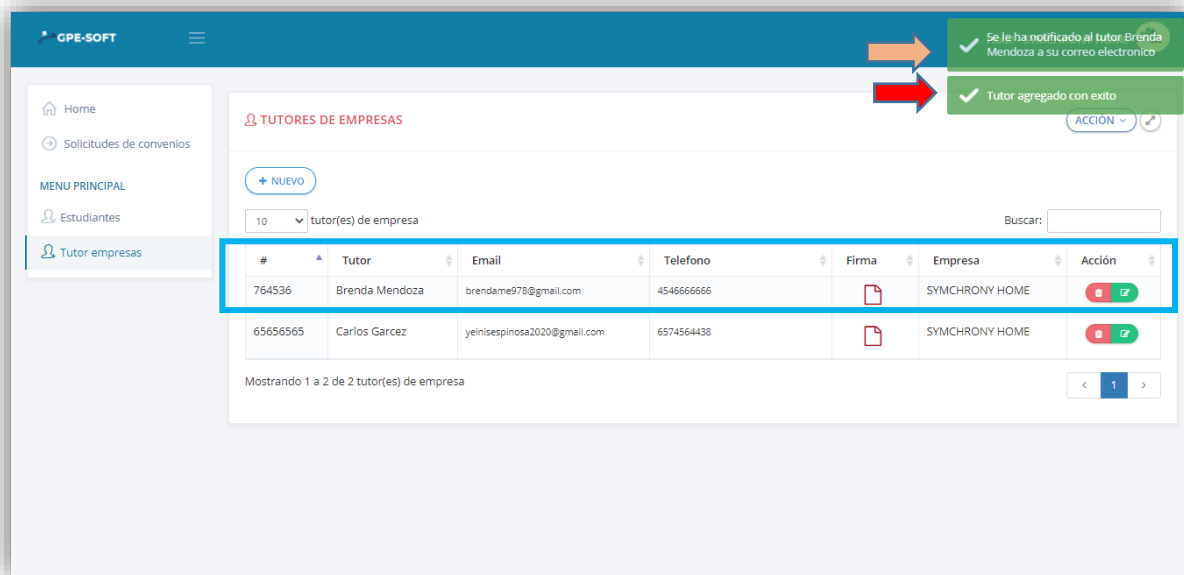 GPE-SOFT
Se le ha notificado al tutor Brenda
Mendoza a su correo electronico
Tutor agregado con exito
Home
Solicitudes de convenios
MENU PRINCIPAL
Estudiantes
Tutor empresas
TUTORES DE EMPRESAS
ACCIÓN
+ NUEVO
10 tutor(es) de empresa
Buscar:
# Tutor Email Telefono Firma Empresa Acción
764536 Brenda Mendoza brendame978@gmail.com 4546666666 SYMCHRONY HOME
65656565 Carlos Garcez yeinisespinosa2020@gmail.com 6574564438 SYMCHRONY HOME
Mostrando 1 a 2 de 2 tutor(es) de empresa
< 1 >